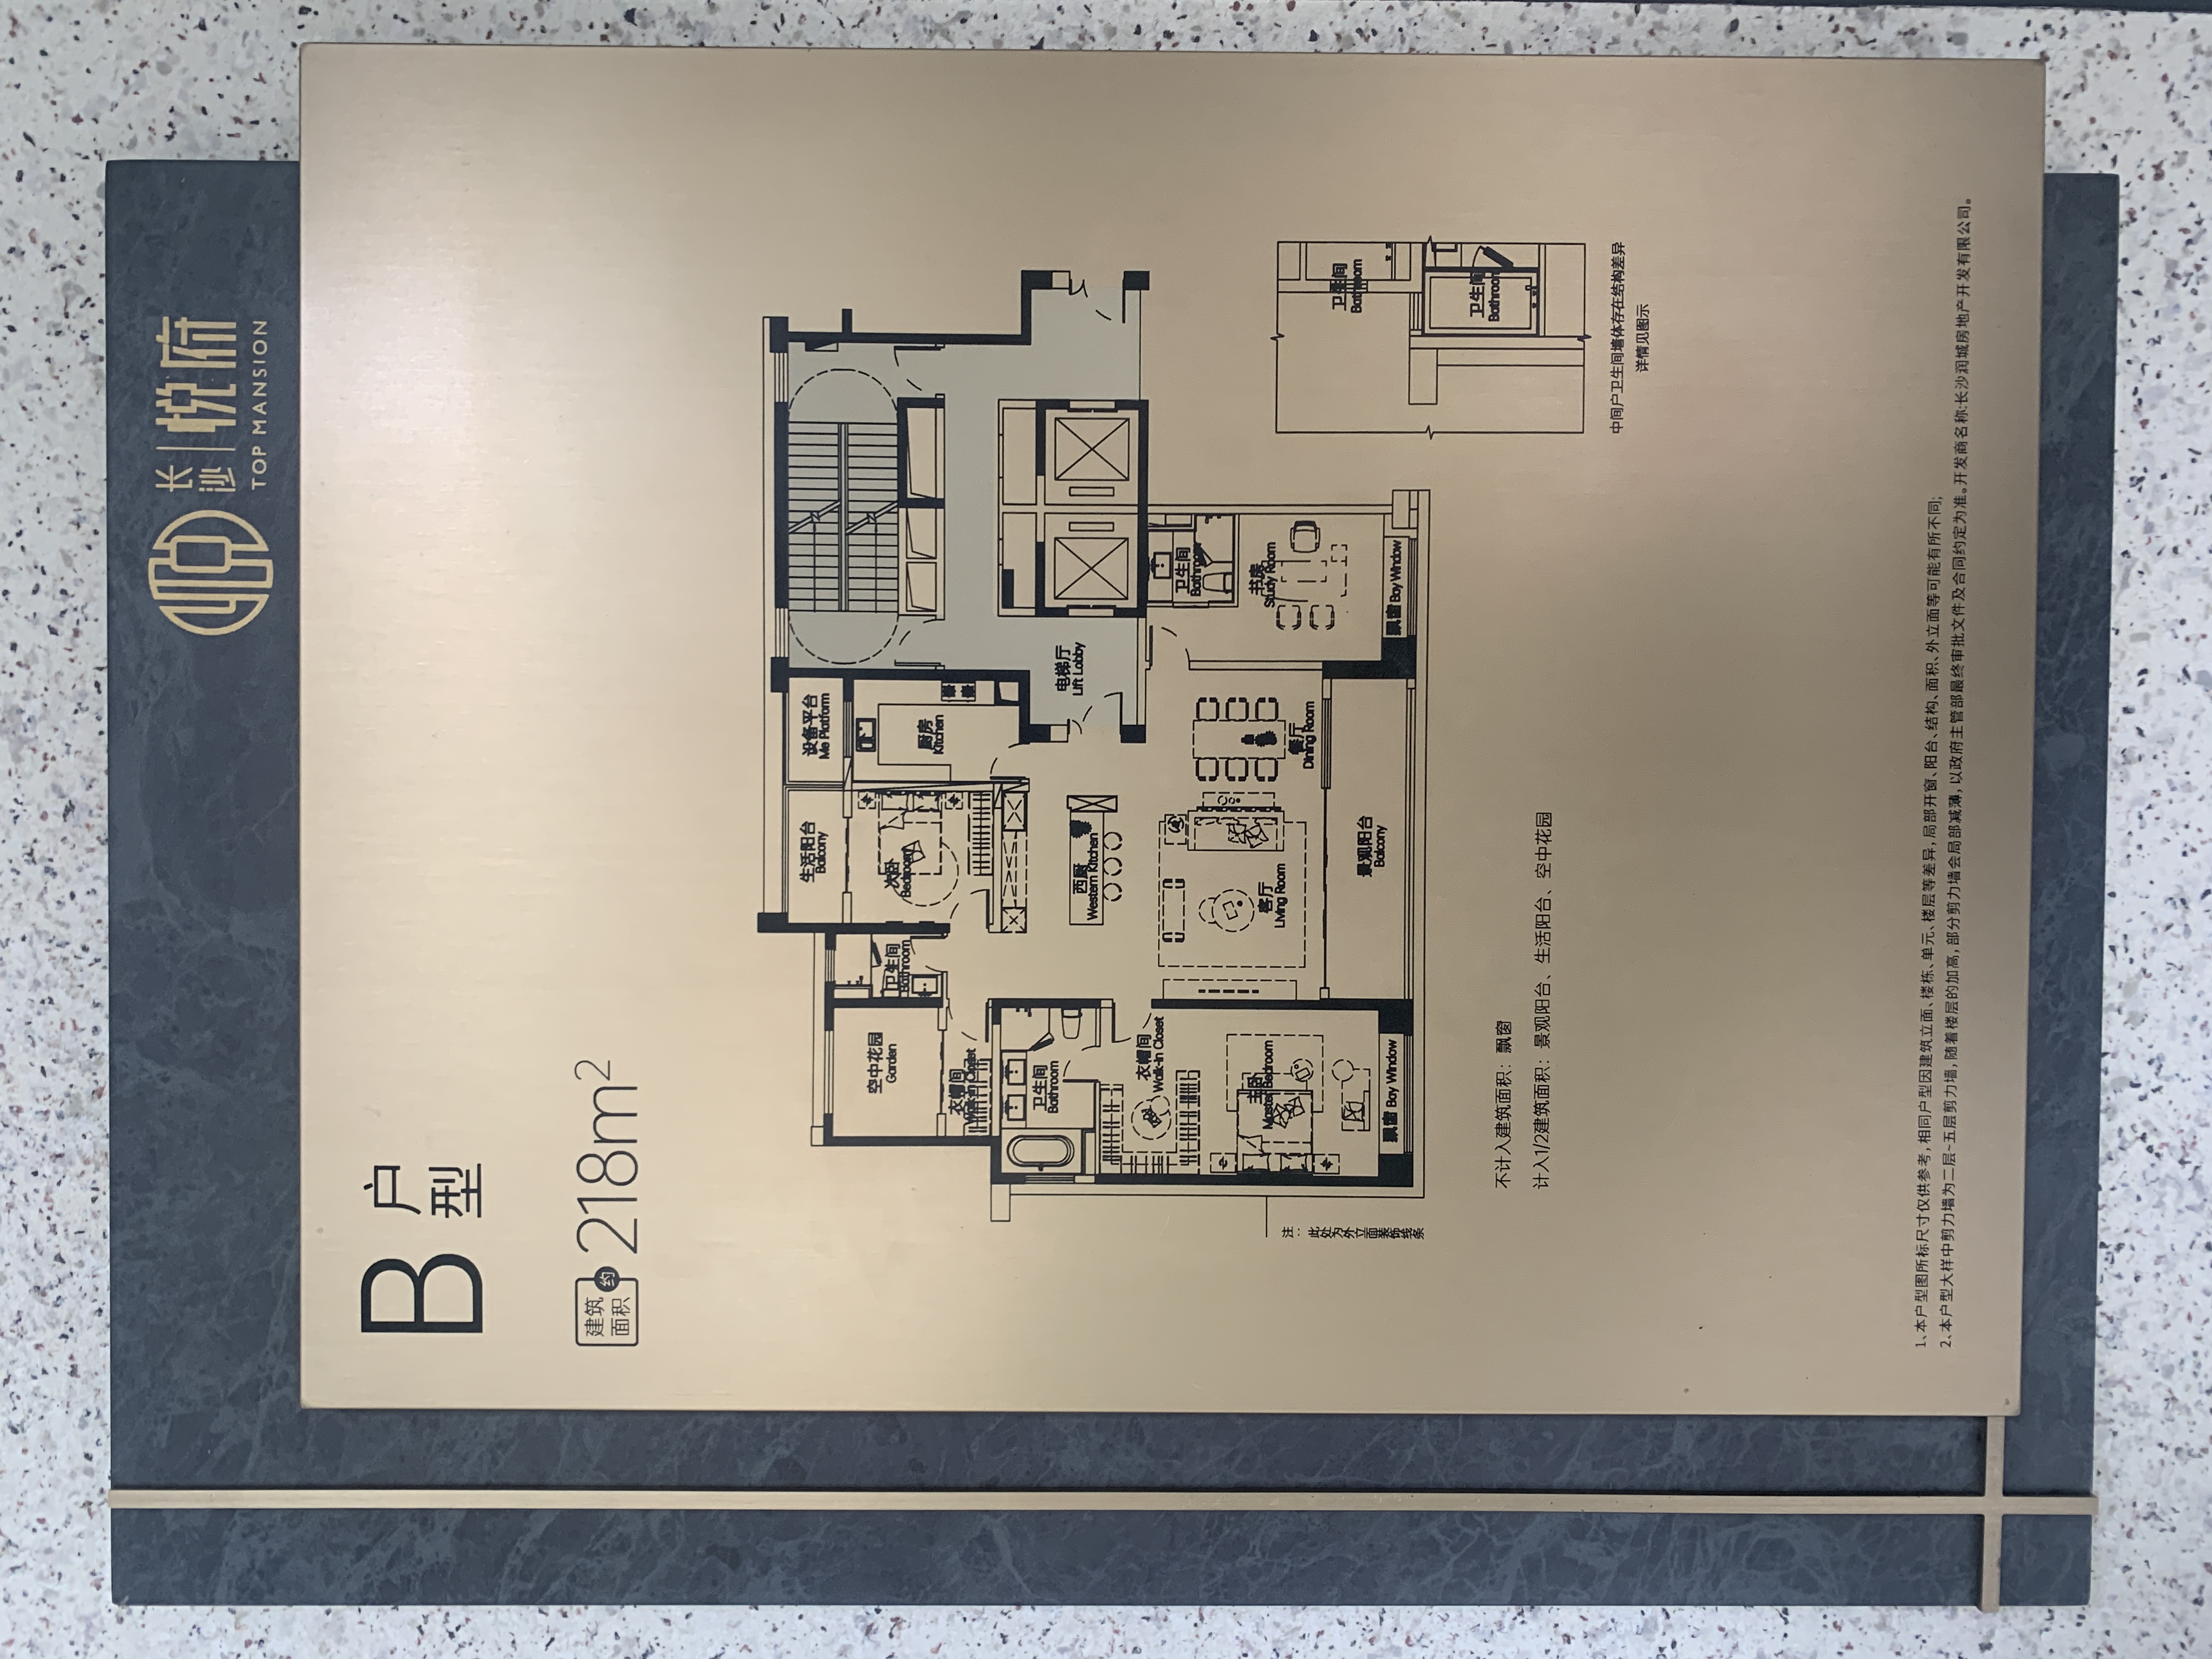 长沙 悦府
TOP MANSION
B 户型
建筑面积 约 218m²
生活阳台
Balcony
设备平台
Me Platform
空中花园
Garden
卫生间
Bathroom
次卧
Bedroom
厨房
Kitchen
衣帽间
Walk-in Closet
卫生间
Bathroom
电梯厅
Lift Lobby
西厨
Western Kitchen
衣帽间
Walk-in Closet
卫生间
Bathroom
主卧
Master Bedroom
客厅
Living Room
书房
Study Room
餐厅
Dining Room
景观阳台
Balcony
飘窗 Bay Window
飘窗 Bay Window
注：此处为外立面装饰线条
卫生间
Bathroom
卫生间
Bathroom
中间户卫生间墙体存在结构差异
详情见图示
不计入建筑面积：飘窗
计入1/2建筑面积：景观阳台、生活阳台、空中花园
1、本户型图所标尺寸仅供参考，相同户型因建筑立面、楼栋、单元、楼层等差异，局部开窗、阳台、结构、面积、外立面等可能有所不同；
2、本户型大样中剪力墙为二层~五层剪力墙，随着楼层的加高，部分剪力墙会局部减薄，以政府主管部最终审批文件及合同约定为准。开发商名称：长沙润城房地产开发有限公司。